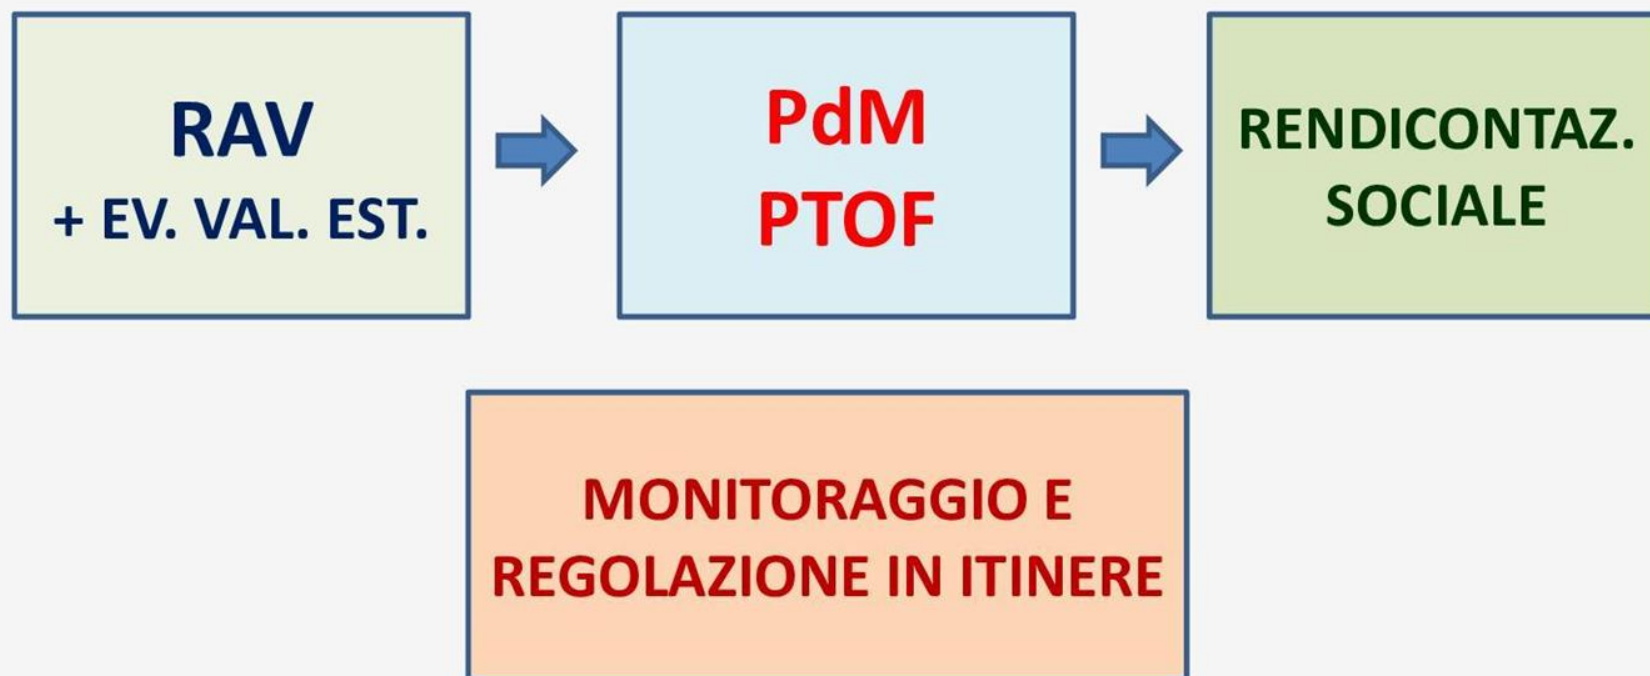 RAV
+ EV. VAL. EST.
PdM
PTOF
RENDICONTAZ.
SOCIALE
MONITORAGGIO E
REGOLAZIONE IN ITINERE